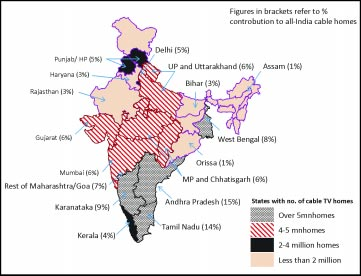 Figures in brackets refer to %
controbution to all-India cable homes
Delhi (5%)
Punjab/ HP (5%)
UP and Uttarakhand (6%)
Assam (1%)
Haryana (3%)
Bihar (3%)
Rajasthan (3%)
Gujarat (6%)
West Bengal (8%)
Orissa (1%)
Mumbai (6%)
MP and Chhatisgarh (6%)
Rest of Maharashtra/Goa (7%)
Andhra Pradesh (15%)
Karanataka (9%)
Tamil Nadu (14%)
Kerala (4%)
States with no. of cable TV homes
Over 5mnhomes
4-5 mnhomes
2-4 million homes
Less than 2 million